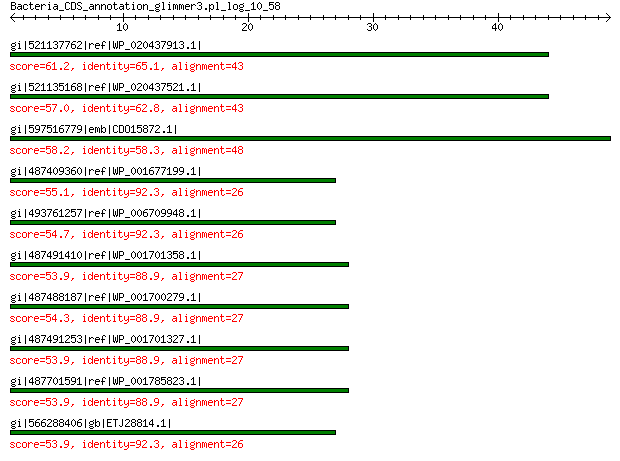 Bacteria_CDS_annotation_glimmer3.pl_log_10_58
10 20 30 40
gi|521137762|ref|WP_020437913.1|
score=61.2, identity=65.1, alignment=43
gi|521135168|ref|WP_020437521.1|
score=57.0, identity=62.8, alignment=43
gi|597516779|emb|CDO15872.1|
score=58.2, identity=58.3, alignment=48
gi|487409360|ref|WP_001677199.1|
score=55.1, identity=92.3, alignment=26
gi|493761257|ref|WP_006709948.1|
score=54.7, identity=92.3, alignment=26
gi|487491410|ref|WP_001701358.1|
score=53.9, identity=88.9, alignment=27
gi|487488187|ref|WP_001700279.1|
score=54.3, identity=88.9, alignment=27
gi|487491253|ref|WP_001701327.1|
score=53.9, identity=88.9, alignment=27
gi|487701591|ref|WP_001785823.1|
score=53.9, identity=88.9, alignment=27
gi|566288406|gb|ETJ28814.1|
score=53.9, identity=92.3, alignment=26